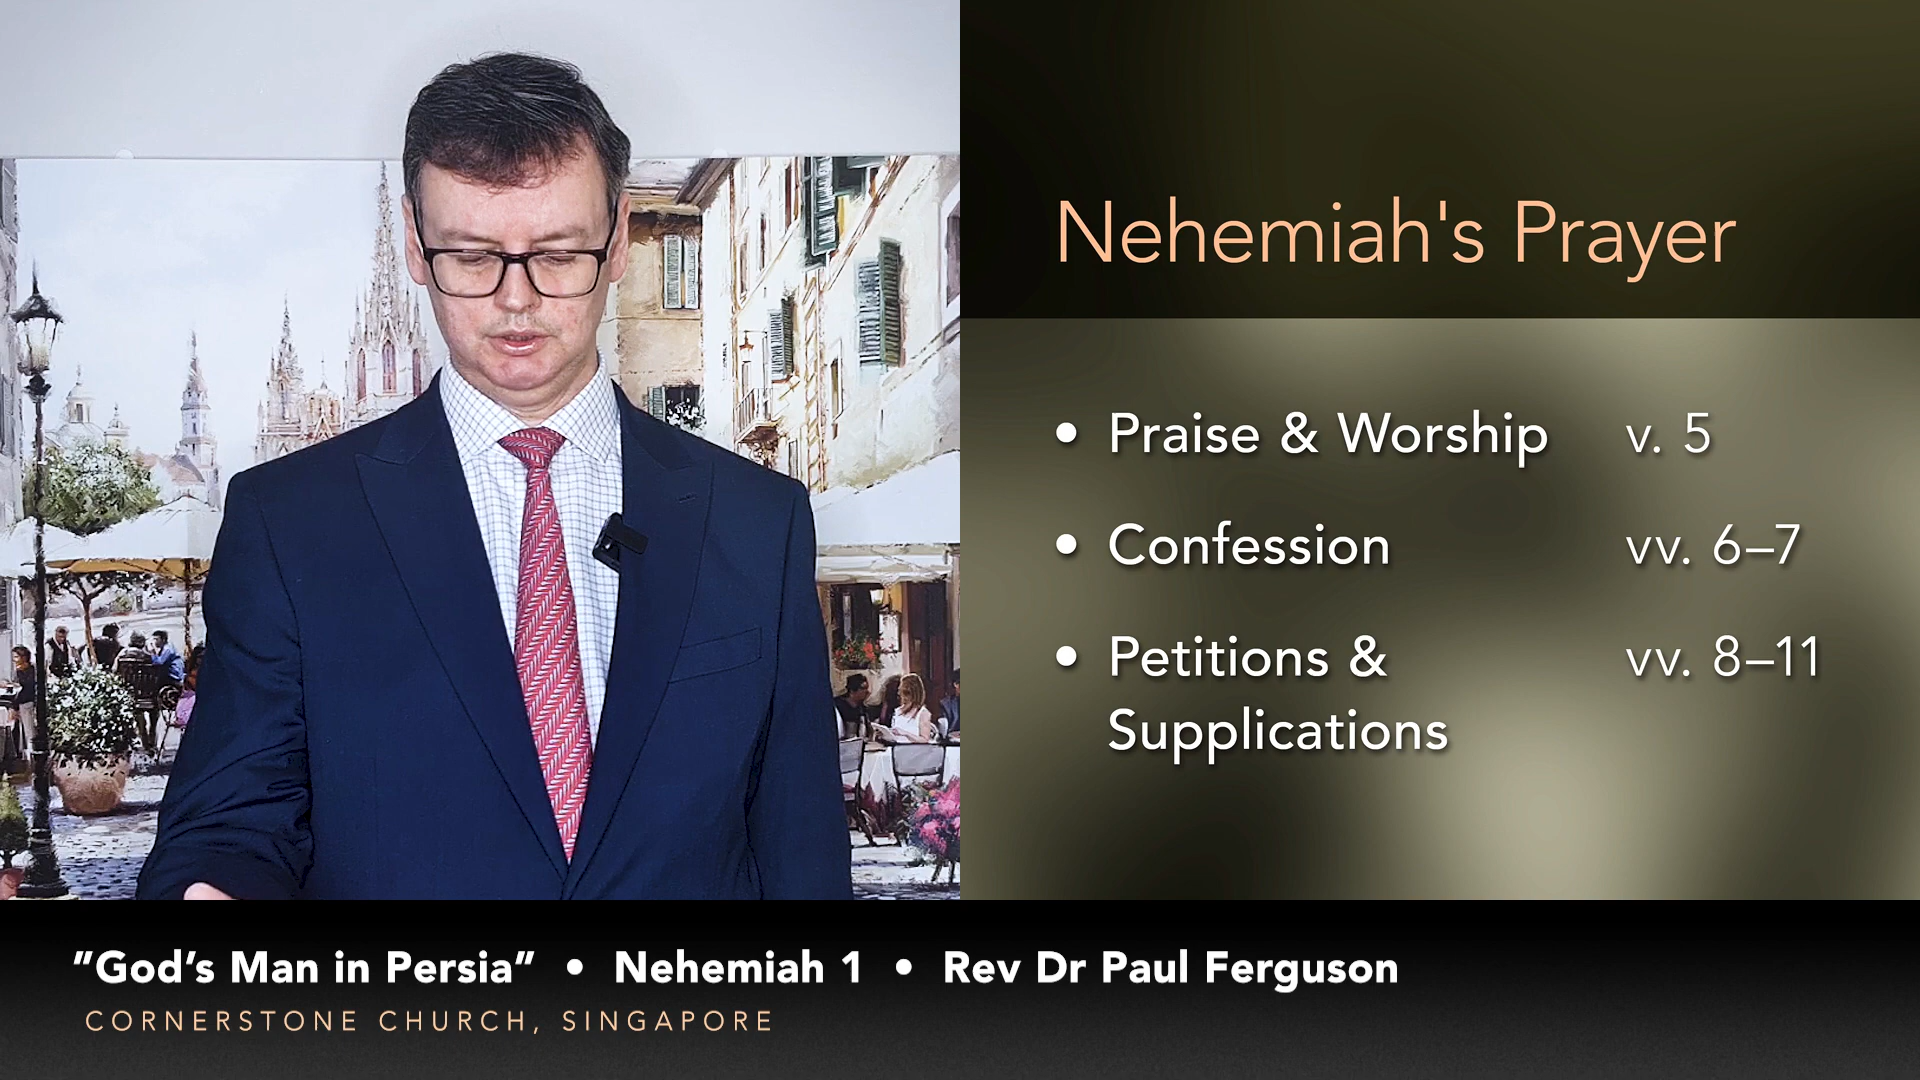 Nehemiah's Prayer
• Praise & Worship v. 5
• Confession vv. 6–7
• Petitions & vv. 8–11
Supplications
"God's Man in Persia" • Nehemiah 1 • Rev Dr Paul Ferguson
CORNERSTONE CHURCH, SINGAPORE